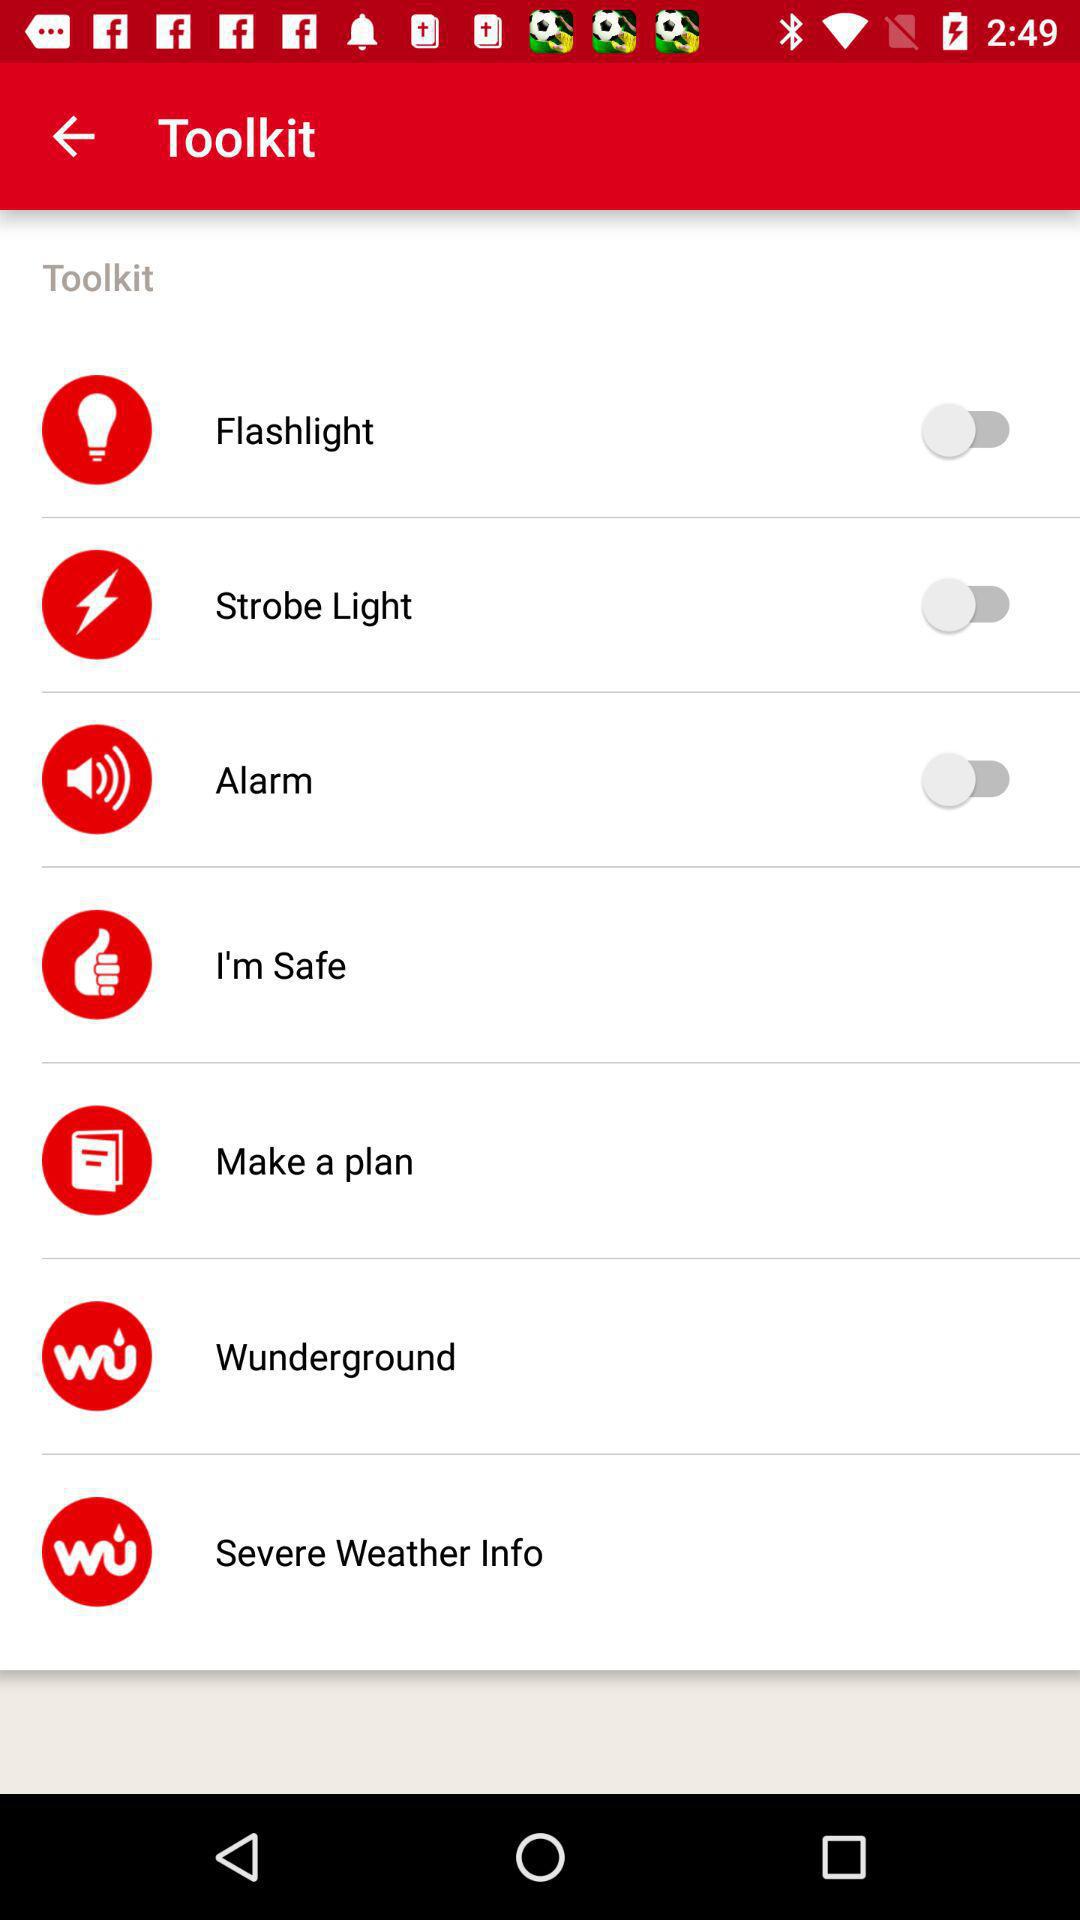 2:49
Toolkit
Toolkit
Flashlight
Strobe Light
Alarm
I'm Safe
Make a plan
wu
Wunderground
wu
Severe Weather Info